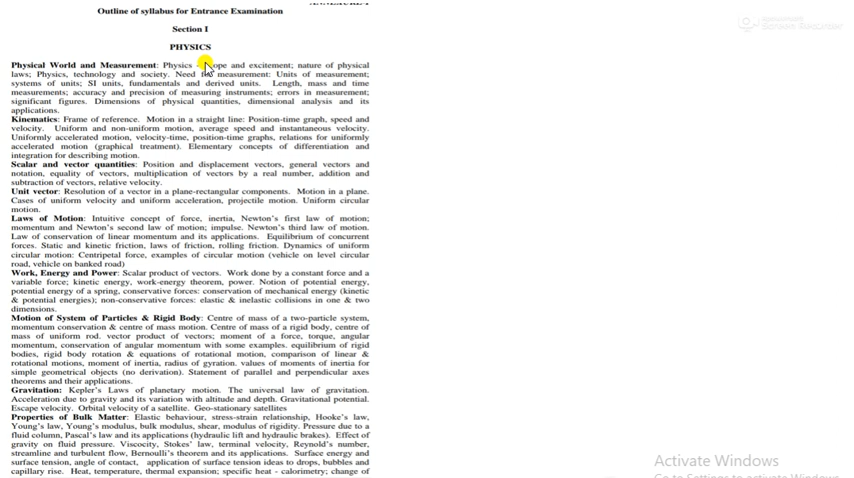 ANNEXURE-I
Outline of syllabus for Entrance Examination
Section I
PHYSICS
Physical World and Measurement: Physics - scope and excitement; nature of physical
laws; Physics, technology and society. Need for measurement: Units of measurement;
systems of units; SI units, fundamentals and derived units. Length, mass and time
measurements; accuracy and precision of measuring instruments; errors in measurement;
significant figures. Dimensions of physical quantities, dimensional analysis and its
applications.
Kinematics: Frame of reference. Motion in a straight line: Position-time graph, speed and
velocity. Uniform and non-uniform motion, average speed and instantaneous velocity.
Uniformly accelerated motion, velocity-time, position-time graphs, relations for uniformly
accelerated motion (graphical treatment). Elementary concepts of differentiation and
integration for describing motion.
Scalar and vector quantities: Position and displacement vectors, general vectors and
notation, equality of vectors, multiplication of vectors by a real number, addition and
subtraction of vectors, relative velocity.
Unit vector: Resolution of a vector in a plane-rectangular components. Motion in a plane.
Cases of uniform velocity and uniform acceleration, projectile motion. Uniform circular
motion.
Laws of Motion: Intuitive concept of force, inertia, Newton's first law of motion;
momentum and Newton's second law of motion; impulse. Newton's third law of motion.
Law of conservation of linear momentum and its applications. Equilibrium of concurrent
forces. Static and kinetic friction, laws of friction, rolling friction. Dynamics of uniform
circular motion: Centripetal force, examples of circular motion (vehicle on level circular
road, vehicle on banked road)
Work, Energy and Power: Scalar product of vectors. Work done by a constant force and a
variable force; kinetic energy, work-energy theorem, power. Notion of potential energy,
potential energy of a spring, conservative forces: conservation of mechanical energy (kinetic
& potential energies); non-conservative forces: elastic & inelastic collisions in one & two
dimensions.
Motion of System of Particles & Rigid Body: Centre of mass of a two-particle system,
momentum conservation & centre of mass motion. Centre of mass of a rigid body, centre of
mass of uniform rod. vector product of vectors; moment of a force, torque, angular
momentum, conservation of angular momentum with some examples. equilibrium of rigid
bodies, rigid body rotation & equations of rotational motion, comparison of linear &
rotational motions, moment of inertia, radius of gyration. values of moments of inertia for
simple geometrical objects (no derivation). Statement of parallel and perpendicular axes
theorems and their applications.
Gravitation: Kepler's Laws of planetary motion. The universal law of gravitation.
Acceleration due to gravity and its variation with altitude and depth. Gravitational potential.
Escape velocity. Orbital velocity of a satellite. Geo-stationary satellites
Properties of Bulk Matter: Elastic behaviour, stress-strain relationship, Hooke's law,
Young's law, Young's modulus, bulk modulus, shear, modulus of rigidity. Pressure due to a
fluid column, Pascal's law and its applications (hydraulic lift and hydraulic brakes). Effect of
gravity on fluid pressure. Viscocity, Stokes' law, terminal velocity, Reynold's number,
streamline and turbulent flow, Bernoulli's theorem and its applications. Surface energy and
surface tension, angle of contact, application of surface tension ideas to drops, bubbles and
capillary rise. Heat, temperature, thermal expansion; specific heat - calorimetry; change of
Screen Recorder
Activate Windows
Go to Settings to activate Windows